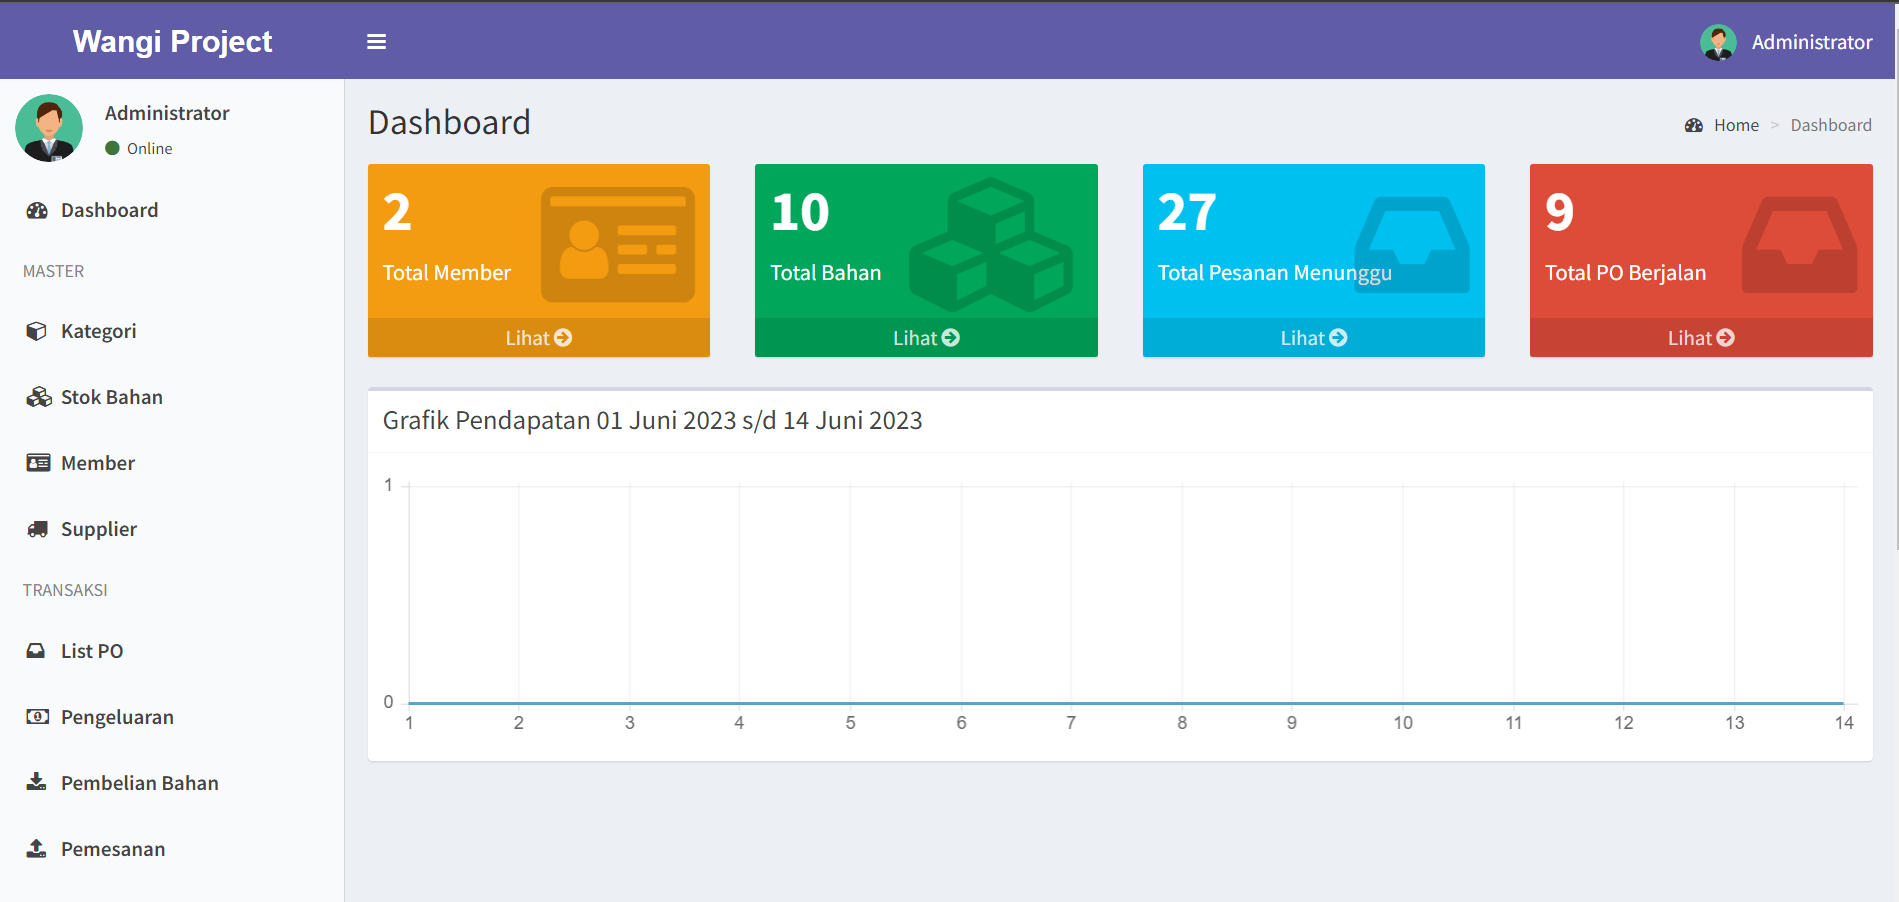 Wangi Project
Administrator
Administrator
Online
Dashboard
MASTER
Kategori
Stok Bahan
Member
Supplier
TRANSAKSI
List PO
Pengeluaran
Pembelian Bahan
Pemesanan
Dashboard
Home > Dashboard
2
Total Member
Lihat
10
Total Bahan
Lihat
27
Total Pesanan Menunggu
Lihat
9
Total PO Berjalan
Lihat
Grafik Pendapatan 01 Juni 2023 s/d 14 Juni 2023
1
0
1 2 3 4 5 6 7 8 9 10 11 12 13 14